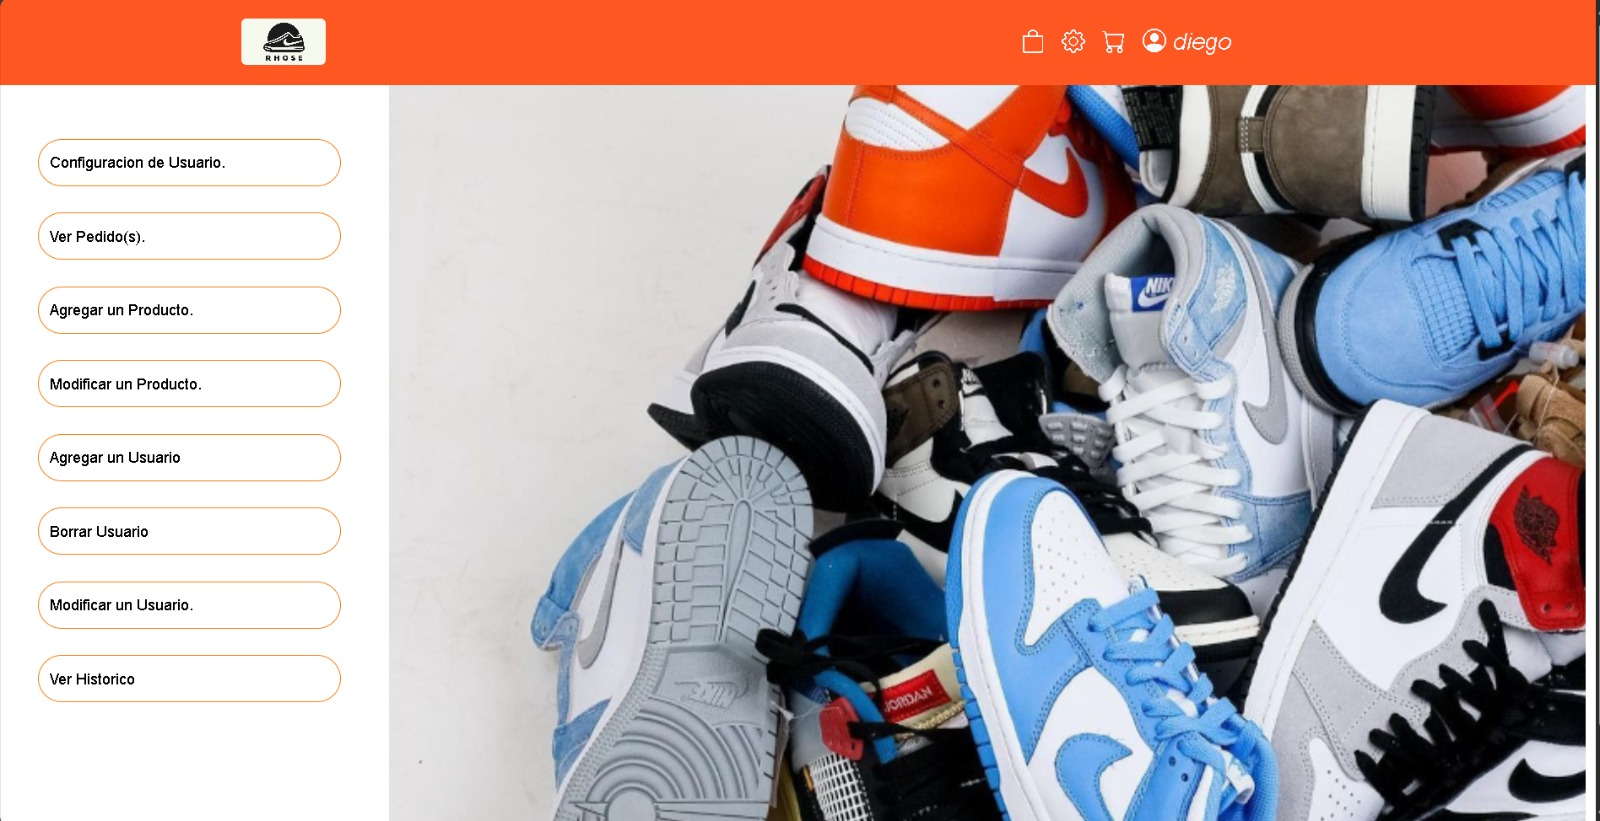 RHOSE
diego
Configuracion de Usuario.
Ver Pedido(s).
Agregar un Producto.
Modificar un Producto.
Agregar un Usuario
Borrar Usuario
Modificar un Usuario.
Ver Historico
NIKE
JORDAN